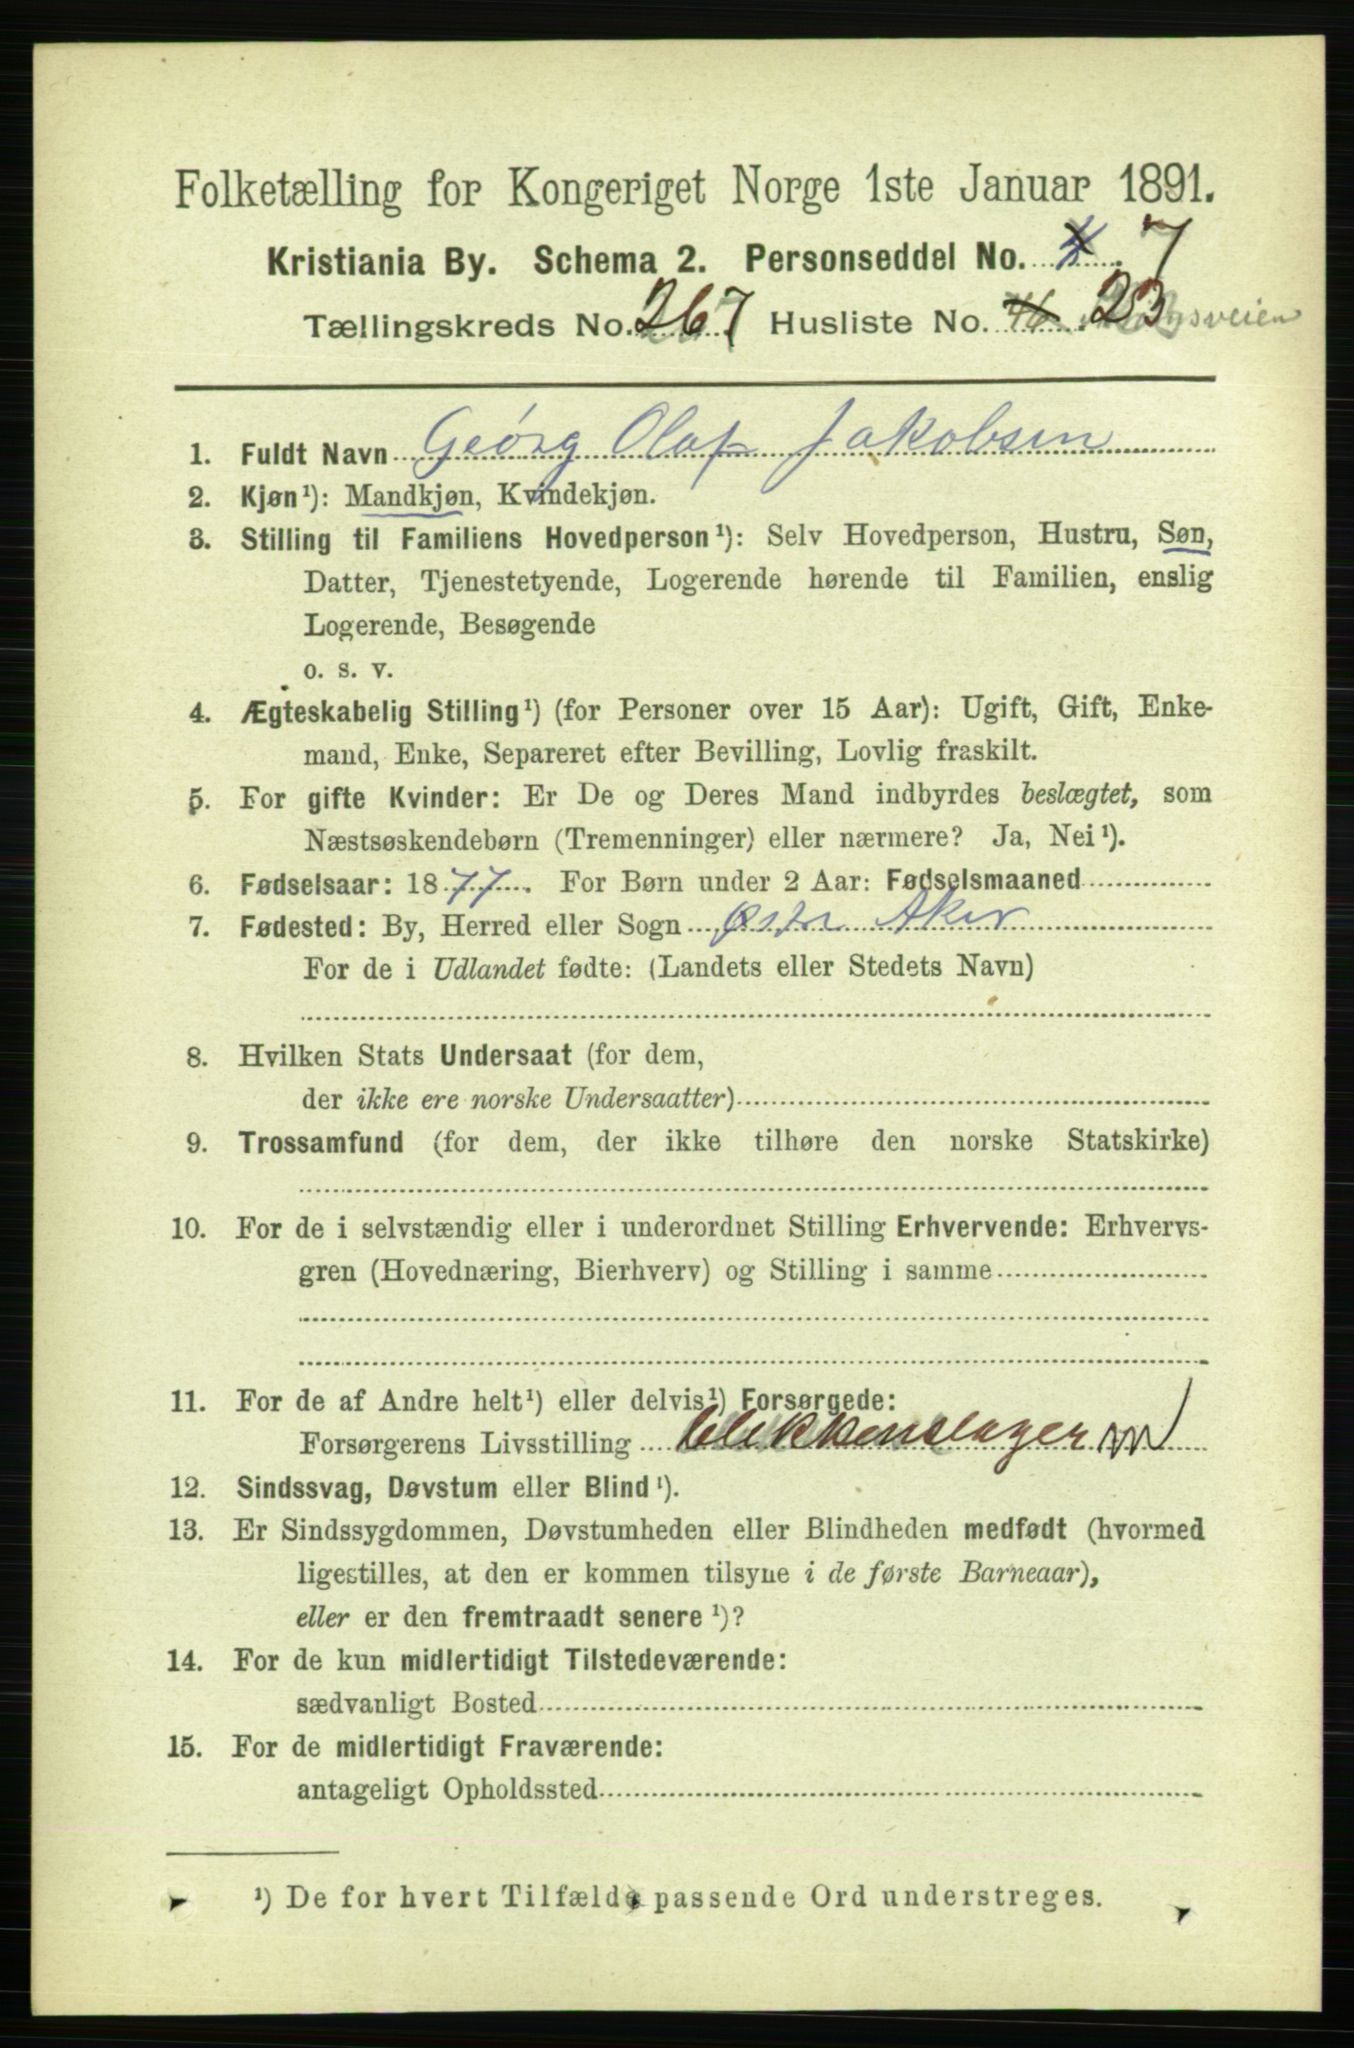 Folketælling for Kongeriget Norge 1ste Januar 1891.
Kristiania By. Schema 2. Personseddel No. 7
Tællingskreds No. 267 Husliste No. 23
1. Fuldt Navn Geórg Olaf Jakobsen
2. Kjøn¹): Mandkjøn, Kvindekjøn.
3. Stilling til Familiens Hovedperson¹): Selv Hovedperson, Hustru, Søn,
Datter, Tjenestetyende, Logerende hørende til Familien, enslig
Logerende, Besøgende
o. s. v.
4. Ægteskabelig Stilling¹) (for Personer over 15 Aar): Ugift, Gift, Enke-
mand, Enke, Separeret efter Bevilling, Lovlig fraskilt.
5. For gifte Kvinder: Er De og Deres Mand indbyrdes beslægtet, som
Næstsøskendebørn (Tremenninger) eller nærmere? Ja, Nei¹).
6. Fødselsaar: 1877. For Børn under 2 Aar: Fødselsmaaned
7. Fødested: By, Herred eller Sogn Østre Aker
For de i Udlandet fødte: (Landets eller Stedets Navn)
8. Hvilken Stats Undersaat (for dem,
der ikke ere norske Undersaatter)
9. Trossamfund (for dem, der ikke tilhøre den norske Statskirke)
10. For de i selvstændig eller i underordnet Stilling Erhvervende: Erhvervs-
gren (Hovednæring, Bierhverv) og Stilling i samme
11. For de af Andre helt¹) eller delvis¹) Forsørgede:
Forsørgerens Livsstilling blikkenslager
12. Sindssvag, Døvstum eller Blind¹).
13. Er Sindssygdommen, Døvstumheden eller Blindheden medfødt (hvormed
ligestilles, at den er kommen tilsyne i de første Barneaar),
eller er den fremtraadt senere¹)?
14. For de kun midlertidigt Tilstedeværende:
sædvanligt Bosted
15. For de midlertidigt Fraværende:
antageligt Opholdssted
¹) De for hvert Tilfælde passende Ord understreges.